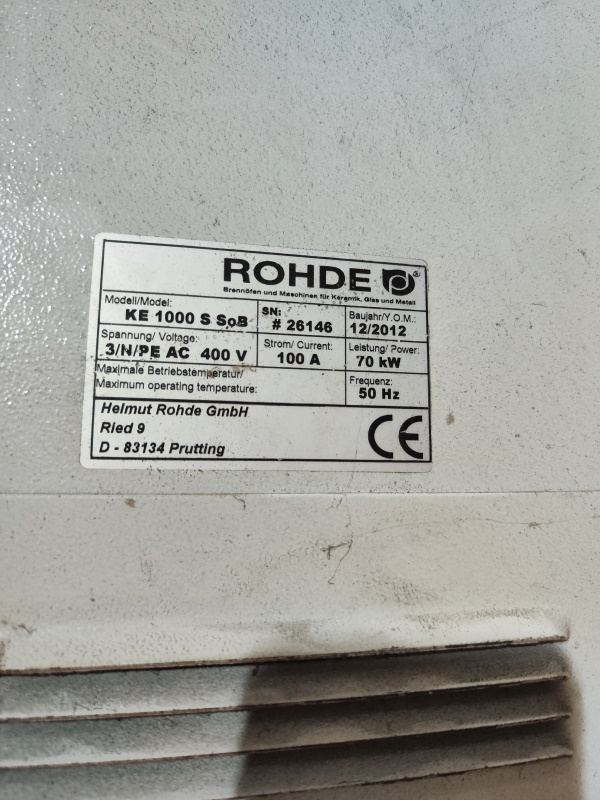 ROHDE ®
Brennöfen und Maschinen für Keramik, Glas und Metall
Modell/Model:
KE 1000 S SoB
SN:
# 26146
Baujahr/Y.O.M.:
12/2012
Spannung/ Voltage:
3/N/PE AC 400 V
Strom/ Current:
100 A
Leistung/ Power:
70 kW
Maximale Betriebstemperatur/
Maximum operating temperature:
Frequenz:
50 Hz
Helmut Rohde GmbH
Ried 9
D - 83134 Prutting
CE